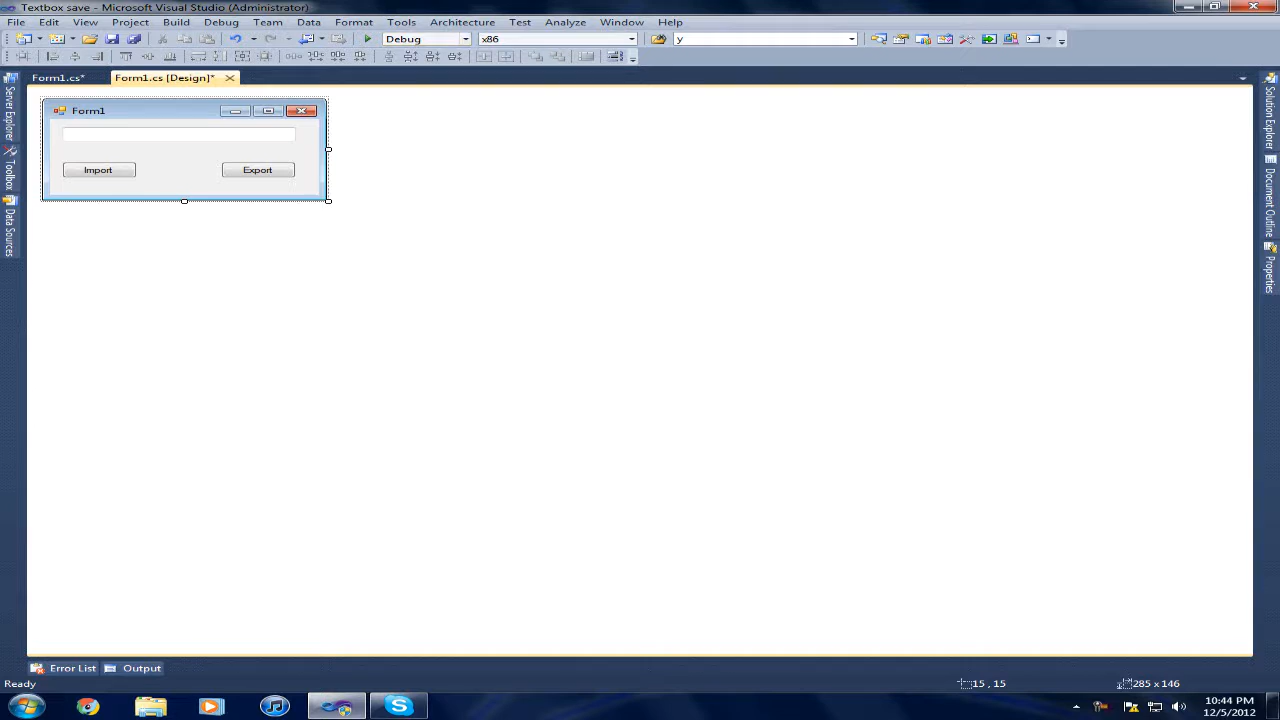 Textbox save - Microsoft Visual Studio (Administrator)
File Edit View Project Build Debug Team Data Format Tools Architecture Test Analyze Window Help
Debug x86 y
Form1.cs* Form1.cs [Design]*
Form1
Import Export
Server Explorer
Toolbox
Data Sources
Solution Explorer
Document Outline
Properties
Error List Output
Ready 15 , 15 285 x 146
10:44 PM
12/5/2012